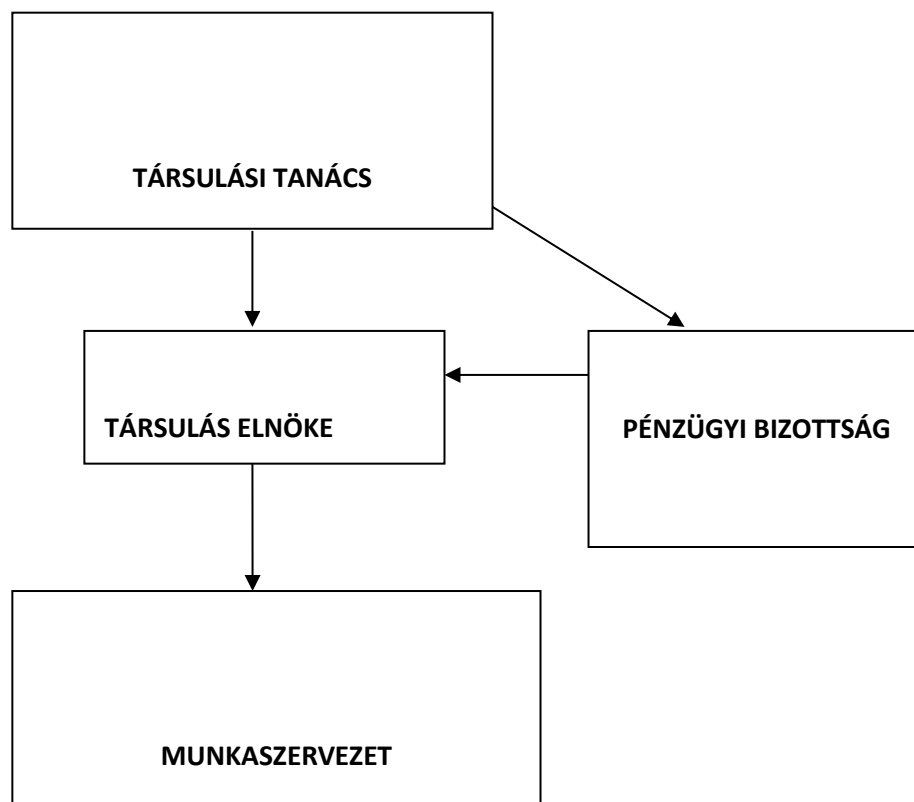 TÁRSULÁSI TANÁCS
TÁRSULÁS ELNÖKE
PÉNZÜGYI BIZOTTSÁG
MUNKASZERVEZET